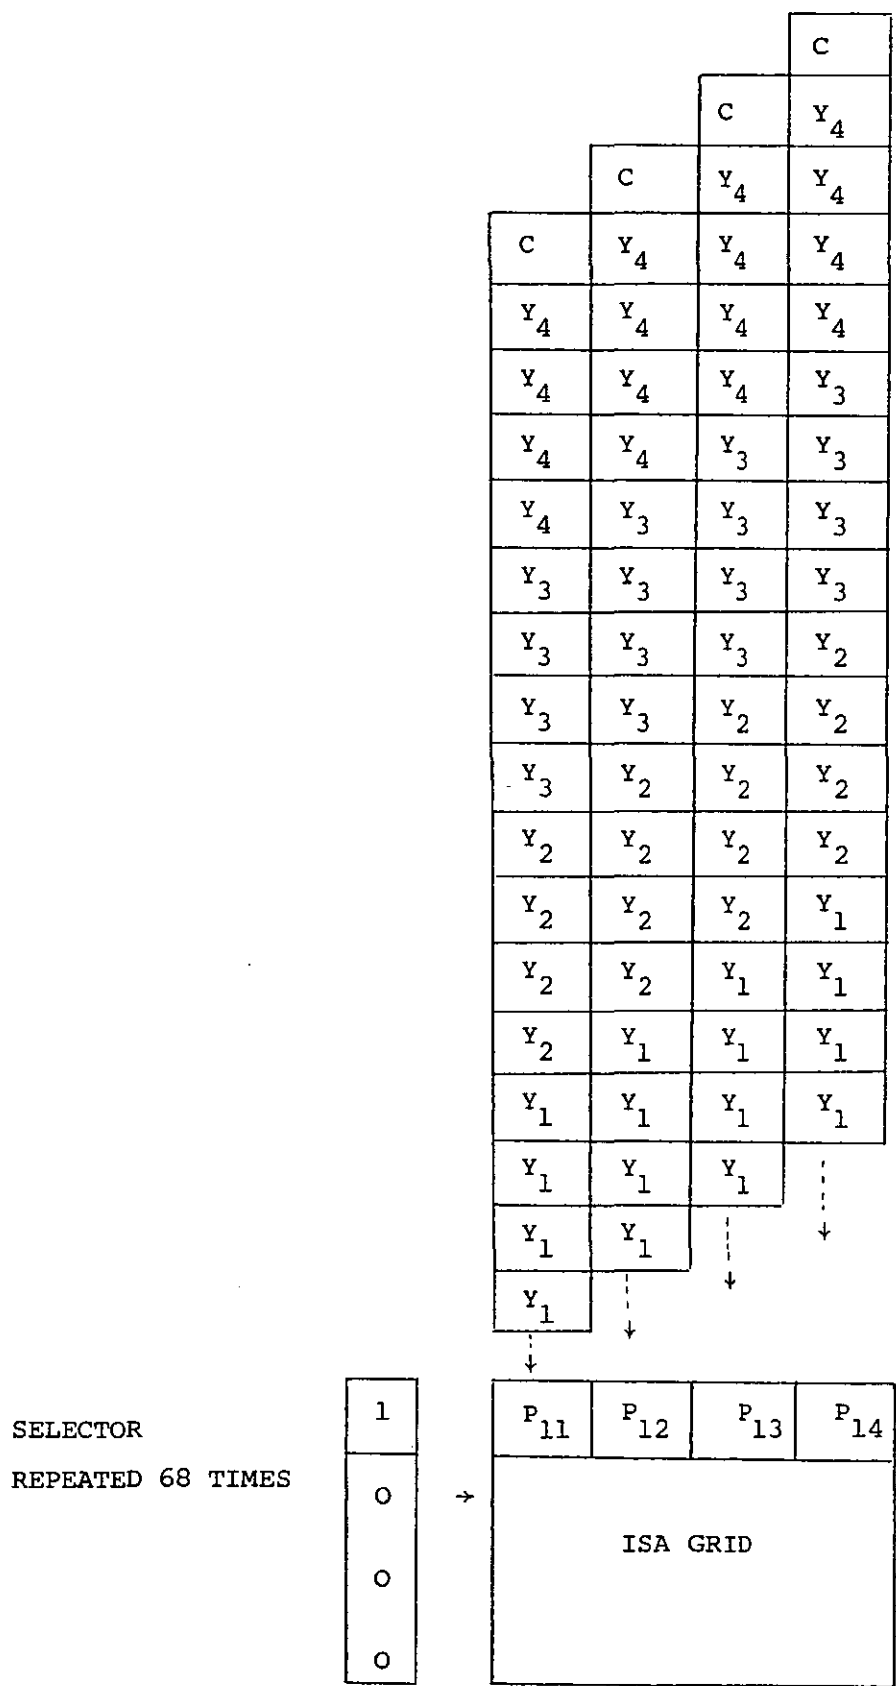 C
C Y₄
C Y₄ Y₄
C Y₄ Y₄ Y₄
Y₄ Y₄ Y₄ Y₄
Y₄ Y₄ Y₄ Y₃
Y₄ Y₄ Y₃ Y₃
Y₄ Y₃ Y₃ Y₃
Y₃ Y₃ Y₃ Y₃
Y₃ Y₃ Y₃ Y₂
Y₃ Y₃ Y₂ Y₂
Y₃ Y₂ Y₂ Y₂
Y₂ Y₂ Y₂ Y₂
Y₂ Y₂ Y₂ Y₁
Y₂ Y₂ Y₁ Y₁
Y₂ Y₁ Y₁ Y₁
Y₁ Y₁ Y₁ Y₁
Y₁ Y₁ Y₁
Y₁ Y₁
Y₁
1 P₁₁ P₁₂ P₁₃ P₁₄
SELECTOR
REPEATED 68 TIMES
O
ISA GRID
O
O